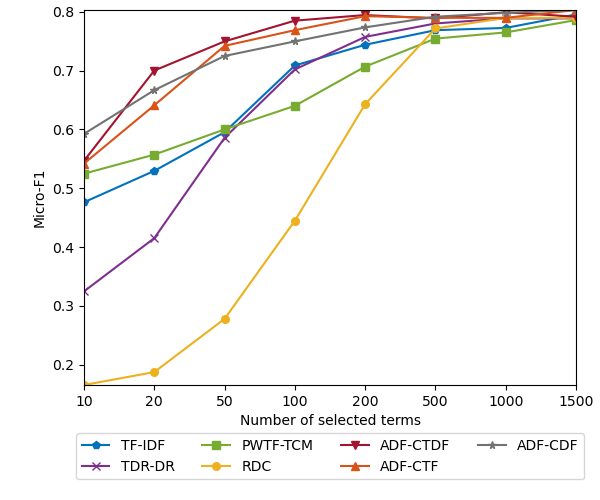 0.8
0.7
0.6
0.5
0.4
0.3
0.2
Micro-F1
10 20 50 100 200 500 1000 1500
Number of selected terms
TF-IDF PWTF-TCM ADF-CTDF ADF-CDF
TDR-DR RDC ADF-CTF